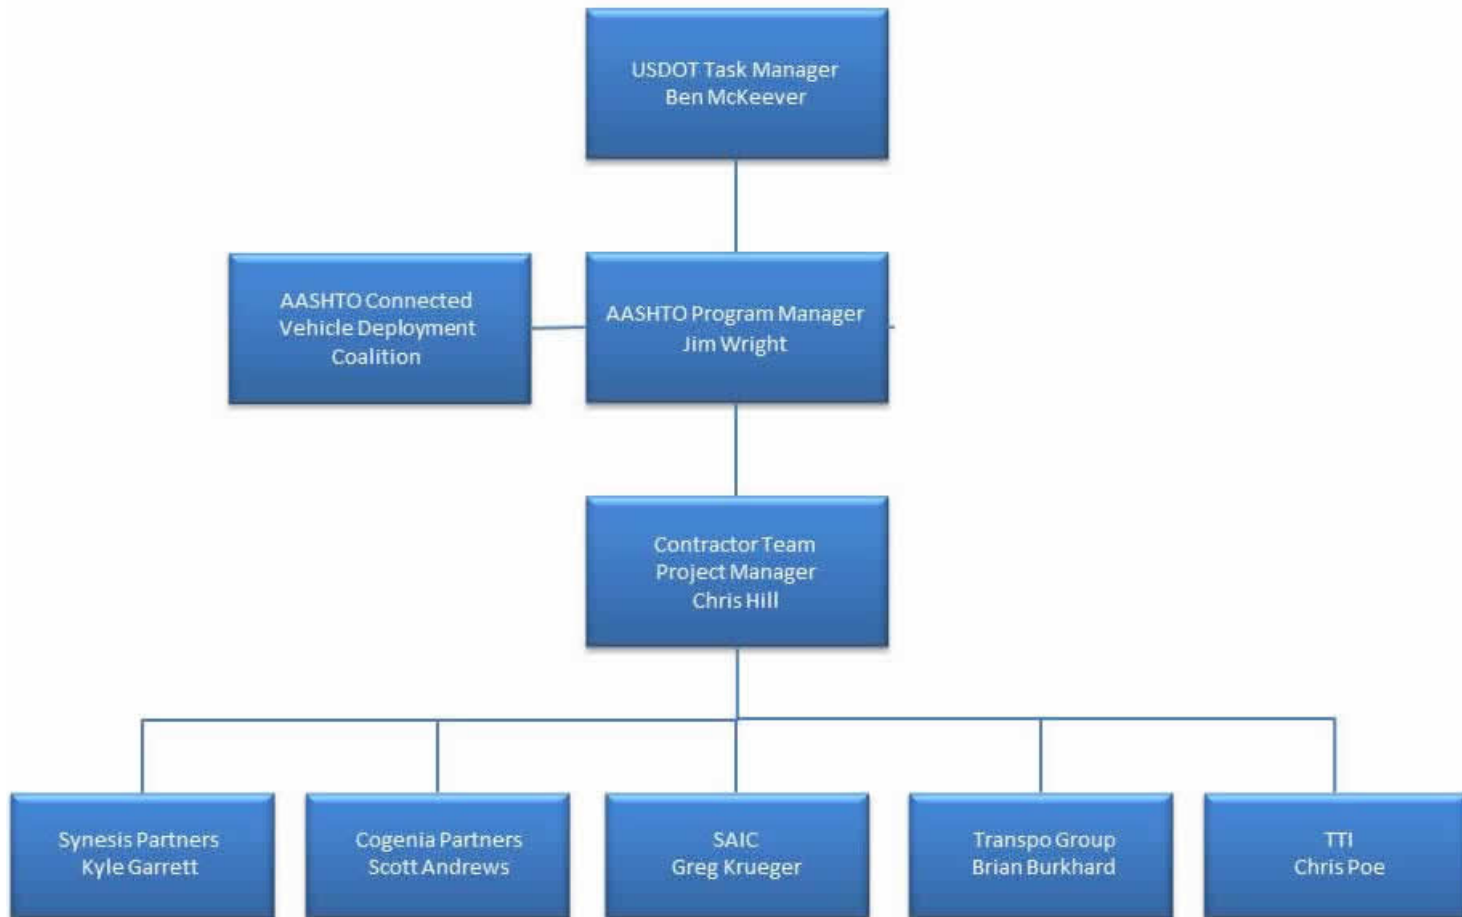 USDOT Task Manager
Ben McKeever
AASHTO Connected
Vehicle Deployment
Coalition
AASHTO Program Manager
Jim Wright
Contractor Team
Project Manager
Chris Hill
Synesis Partners
Kyle Garrett
Cogenia Partners
Scott Andrews
SAIC
Greg Krueger
Transpo Group
Brian Burkhard
TTI
Chris Poe